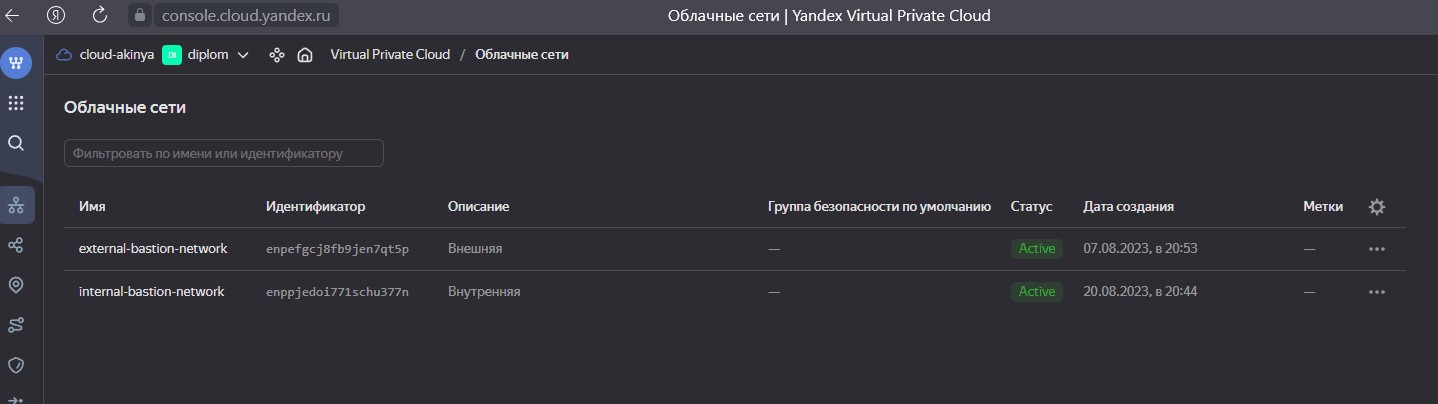 console.cloud.yandex.ru Облачные сети | Yandex Virtual Private Cloud
cloud-akinya DI diplom Virtual Private Cloud / Облачные сети
Облачные сети
Фильтровать по имени или идентификатору
Имя Идентификатор Описание Группа безопасности по умолчанию Статус Дата создания Метки
external-bastion-network enpefgcj8fb9jen7qt5p Внешняя — Active 07.08.2023, в 20:53 —
internal-bastion-network enppjedoi771schu377n Внутренняя — Active 20.08.2023, в 20:44 —